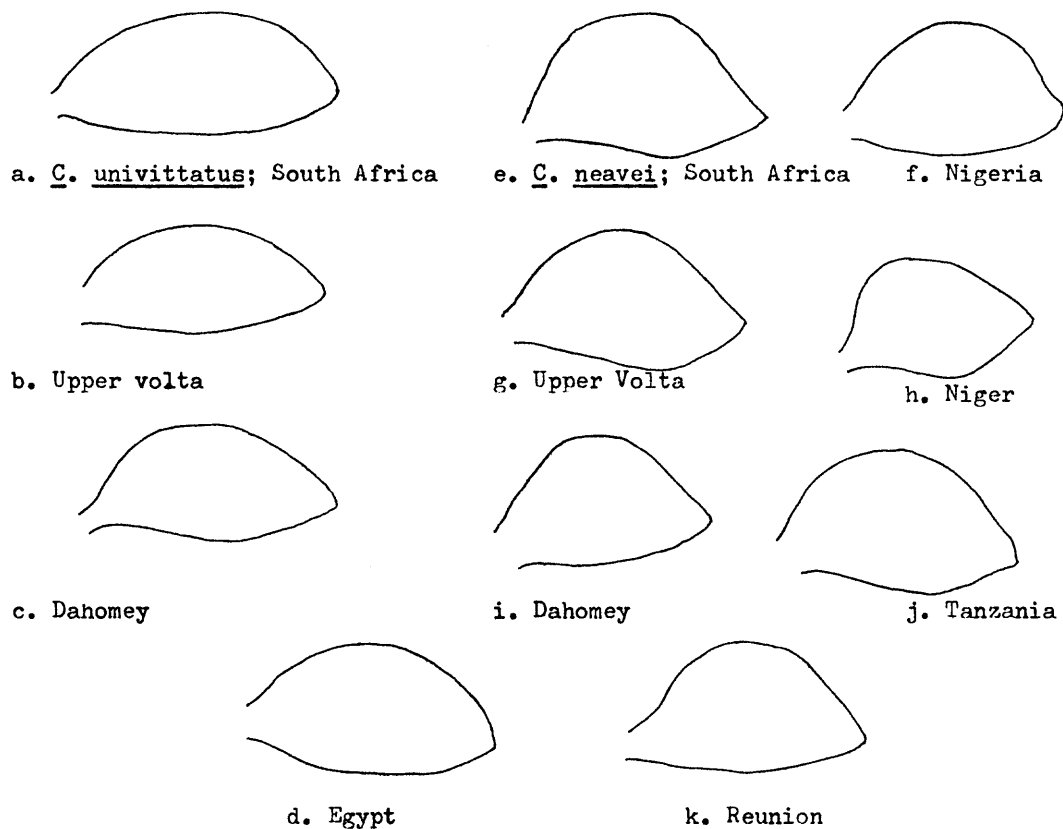 a. C. univittatus; South Africa
e. C. neavei; South Africa
f. Nigeria
b. Upper volta
g. Upper Volta
h. Niger
c. Dahomey
i. Dahomey
j. Tanzania
d. Egypt
k. Reunion